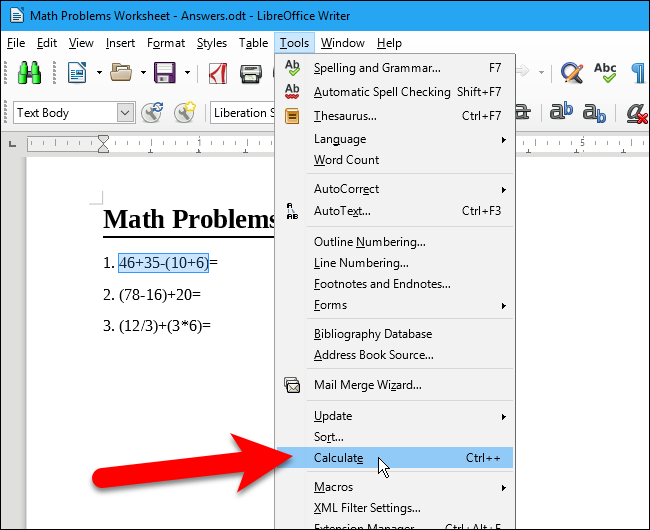 Math Problems Worksheet - Answers.odt - LibreOffice Writer
File Edit View Insert Format Styles Table Tools Window Help
Abc
Text Body Liberation S
Spelling and Grammar... F7
Automatic Spell Checking Shift+F7
Thesaurus... Ctrl+F7
Language
Word Count
AutoCorrect
AutoText... Ctrl+F3
Outline Numbering...
Line Numbering...
Footnotes and Endnotes...
Forms
Bibliography Database
Address Book Source...
Mail Merge Wizard...
Update
Sort...
Calculate Ctrl++
Macros
XML Filter Settings...
Extension Manager... Ctrl+Alt+E
5
Math Problems
1. 46+35-(10+6)=
2. (78-16)+20=
3. (12/3)+(3*6)=